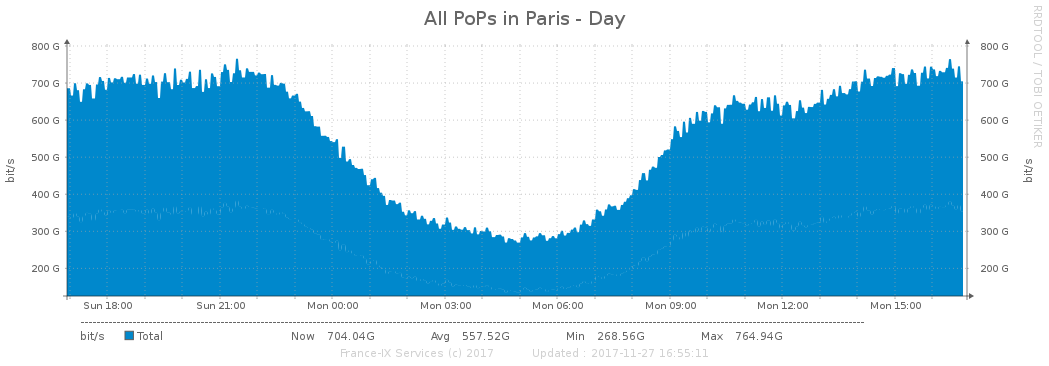 All PoPs in Paris - Day
RRDTOOL / TOBI OETIKER
bit/s
bit/s
800 G 800 G
700 G 700 G
600 G 600 G
500 G 500 G
400 G 400 G
300 G 300 G
200 G 200 G
Sun 18:00 Sun 21:00 Mon 00:00 Mon 03:00 Mon 06:00 Mon 09:00 Mon 12:00 Mon 15:00
bit/s Total Now 704.04G Avg 557.52G Min 268.56G Max 764.94G
France-IX Services (c) 2017 Updated : 2017-11-27 16:55:11